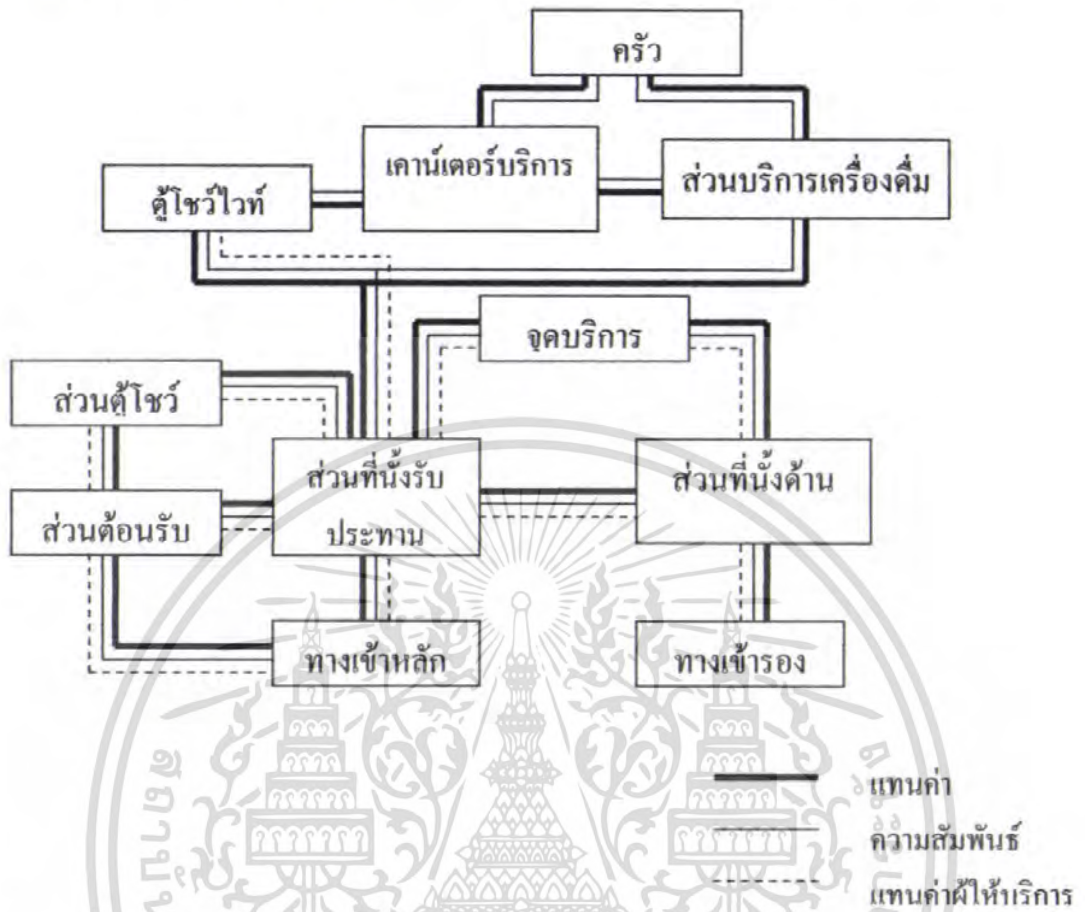 ครัว
เคาน์เตอร์บริการ
ส่วนบริการเครื่องดื่ม
ตู้โชว์ไวท์
จุดบริการ
ส่วนตู้โชว์
ส่วนที่นั่งรับ
ประทาน
ส่วนที่นั่งด้าน
ส่วนต้อนรับ
ทางเข้าหลัก
ทางเข้ารอง
แทนค่า
ความสัมพันธ์
แทนค่าผู้ให้บริการ